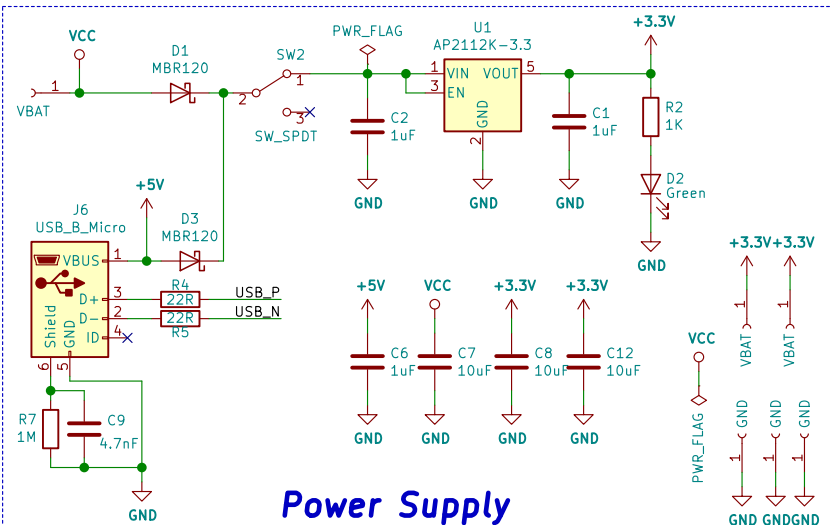 VCC
D1
MBR120
SW2
PWR_FLAG
U1
AP2112K-3.3
+3.3V
1
VBAT
2
1
3
SW_SPDT
1 VIN VOUT 5
3 EN
GND
2
C2
1uF
C1
1uF
R2
1K
D2
Green
GND
GND
GND
GND
+5V
J6
USB_B_Micro
D3
MBR120
VBUS 1
D+ 3
D- 2
ID 4
Shield
GND
6
5
R4
22R
USB_P
22R
USB_N
R5
R7
1M
C9
4.7nF
GND
+5V
VCC
+3.3V
+3.3V
C6
1uF
C7
10uF
C8
10uF
C12
10uF
GND
GND
GND
GND
VCC
PWR_FLAG
+3.3V
+3.3V
1
1
VBAT
VBAT
GND
GND
GND
1
1
1
GND
GND
GND
Power Supply